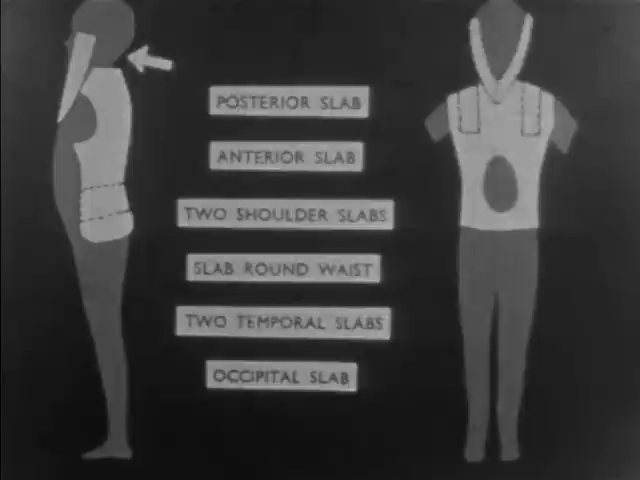 POSTERIOR SLAB
ANTERIOR SLAB
TWO SHOULDER SLABS
SLAB ROUND WAIST
TWO TEMPORAL SLABS
OCCIPITAL SLAB